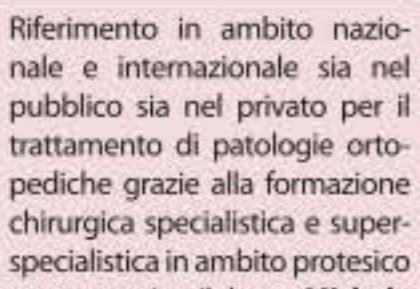 Riferimento in ambito nazio-
nale e internazionale sia nel
pubblico sia nel privato per il
trattamento di patologie orto-
pediche grazie alla formazione
chirurgica specialistica e super-
specialistica in ambito protesico